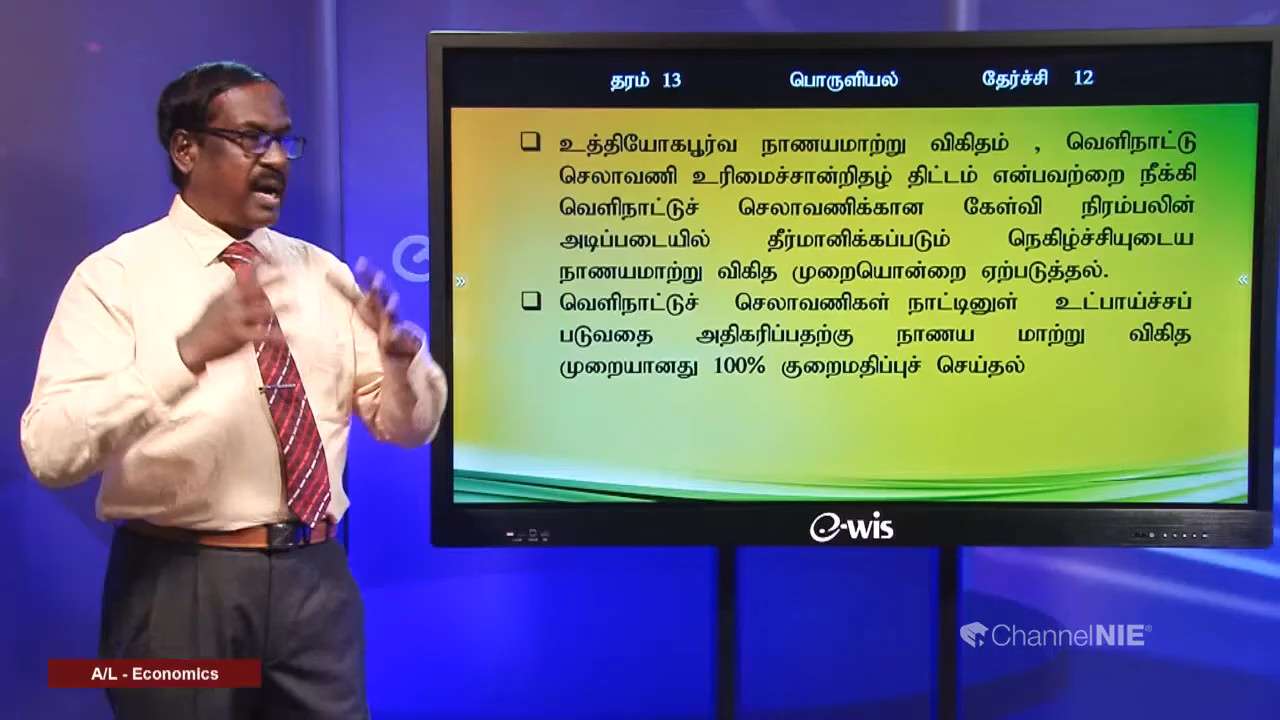 தரம் 13 பொருளியல் தேர்ச்சி 12
❑ உத்தியோகபூர்வ நாணயமாற்று விகிதம் , வெளிநாட்டு
செலாவணி உரிமைச்சான்றிதழ் திட்டம் என்பவற்றை நீக்கி
வெளிநாட்டுச் செலாவணிக்கான கேள்வி நிரம்பலின்
அடிப்படையில் தீர்மானிக்கப்படும் நெகிழ்ச்சியுடைய
நாணயமாற்று விகித முறையொன்றை ஏற்படுத்தல்.
❑ வெளிநாட்டுச் செலாவணிகள் நாட்டினுள் உட்பாய்ச்சப்
படுவதை அதிகரிப்பதற்கு நாணய மாற்று விகித
முறையானது 100% குறைமதிப்புச் செய்தல்
e-wis
ChannelNIE
A/L - Economics